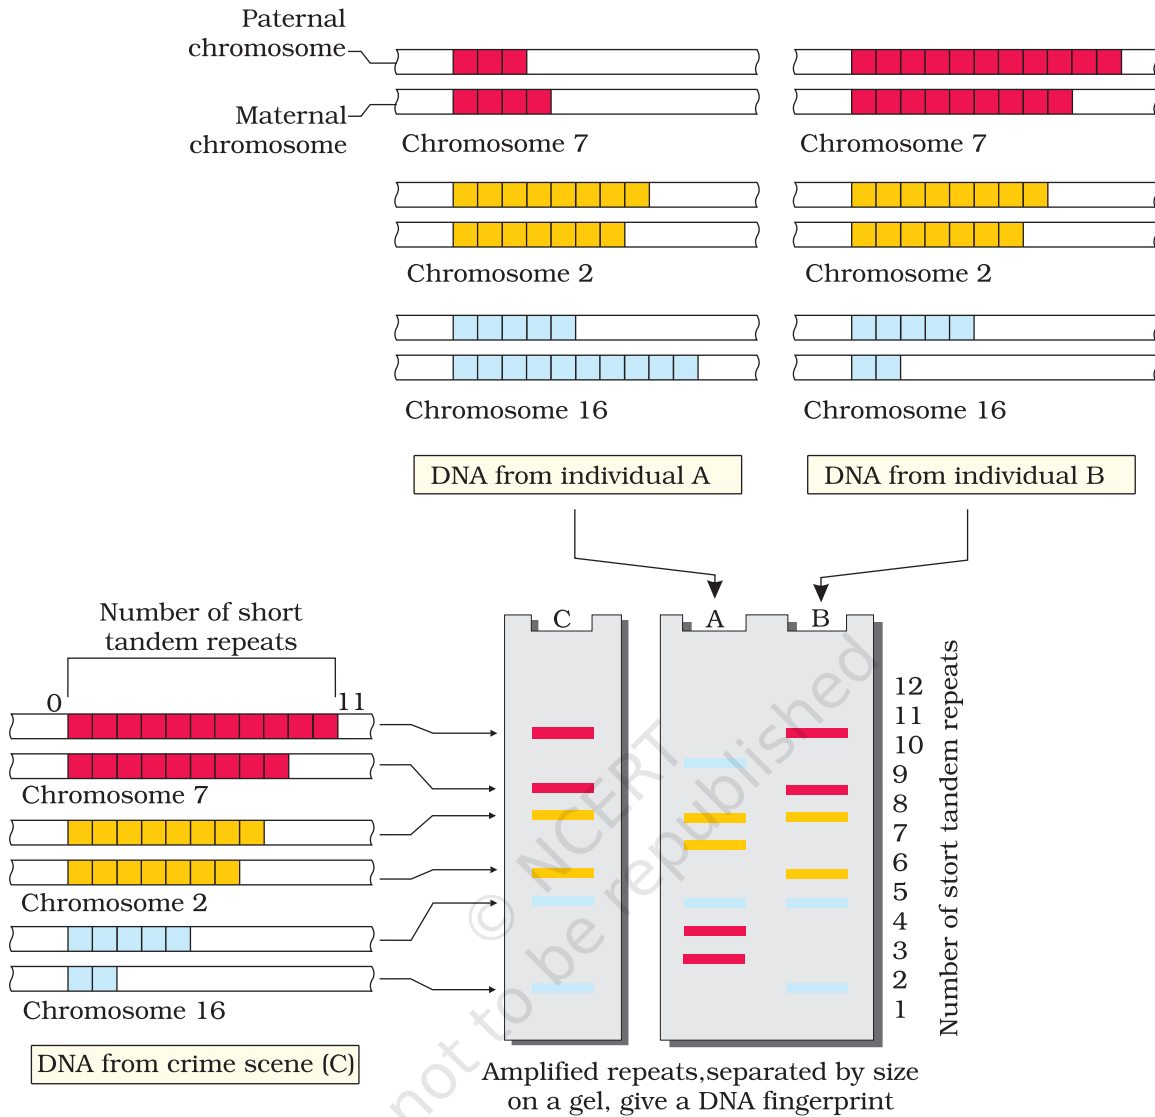 Paternal
chromosome
Maternal
chromosome
Chromosome 7
Chromosome 7
Chromosome 2
Chromosome 2
Chromosome 16
Chromosome 16
DNA from individual A
DNA from individual B
Number of short
tandem repeats
0
11
Chromosome 7
Chromosome 2
Chromosome 16
DNA from crime scene (C)
C
A
B
12
11
10
9
8
7
6
5
4
3
2
1
Number of stort tandem repeats
Amplified repeats,separated by size
on a gel, give a DNA fingerprint
© NCERT
not to be republished